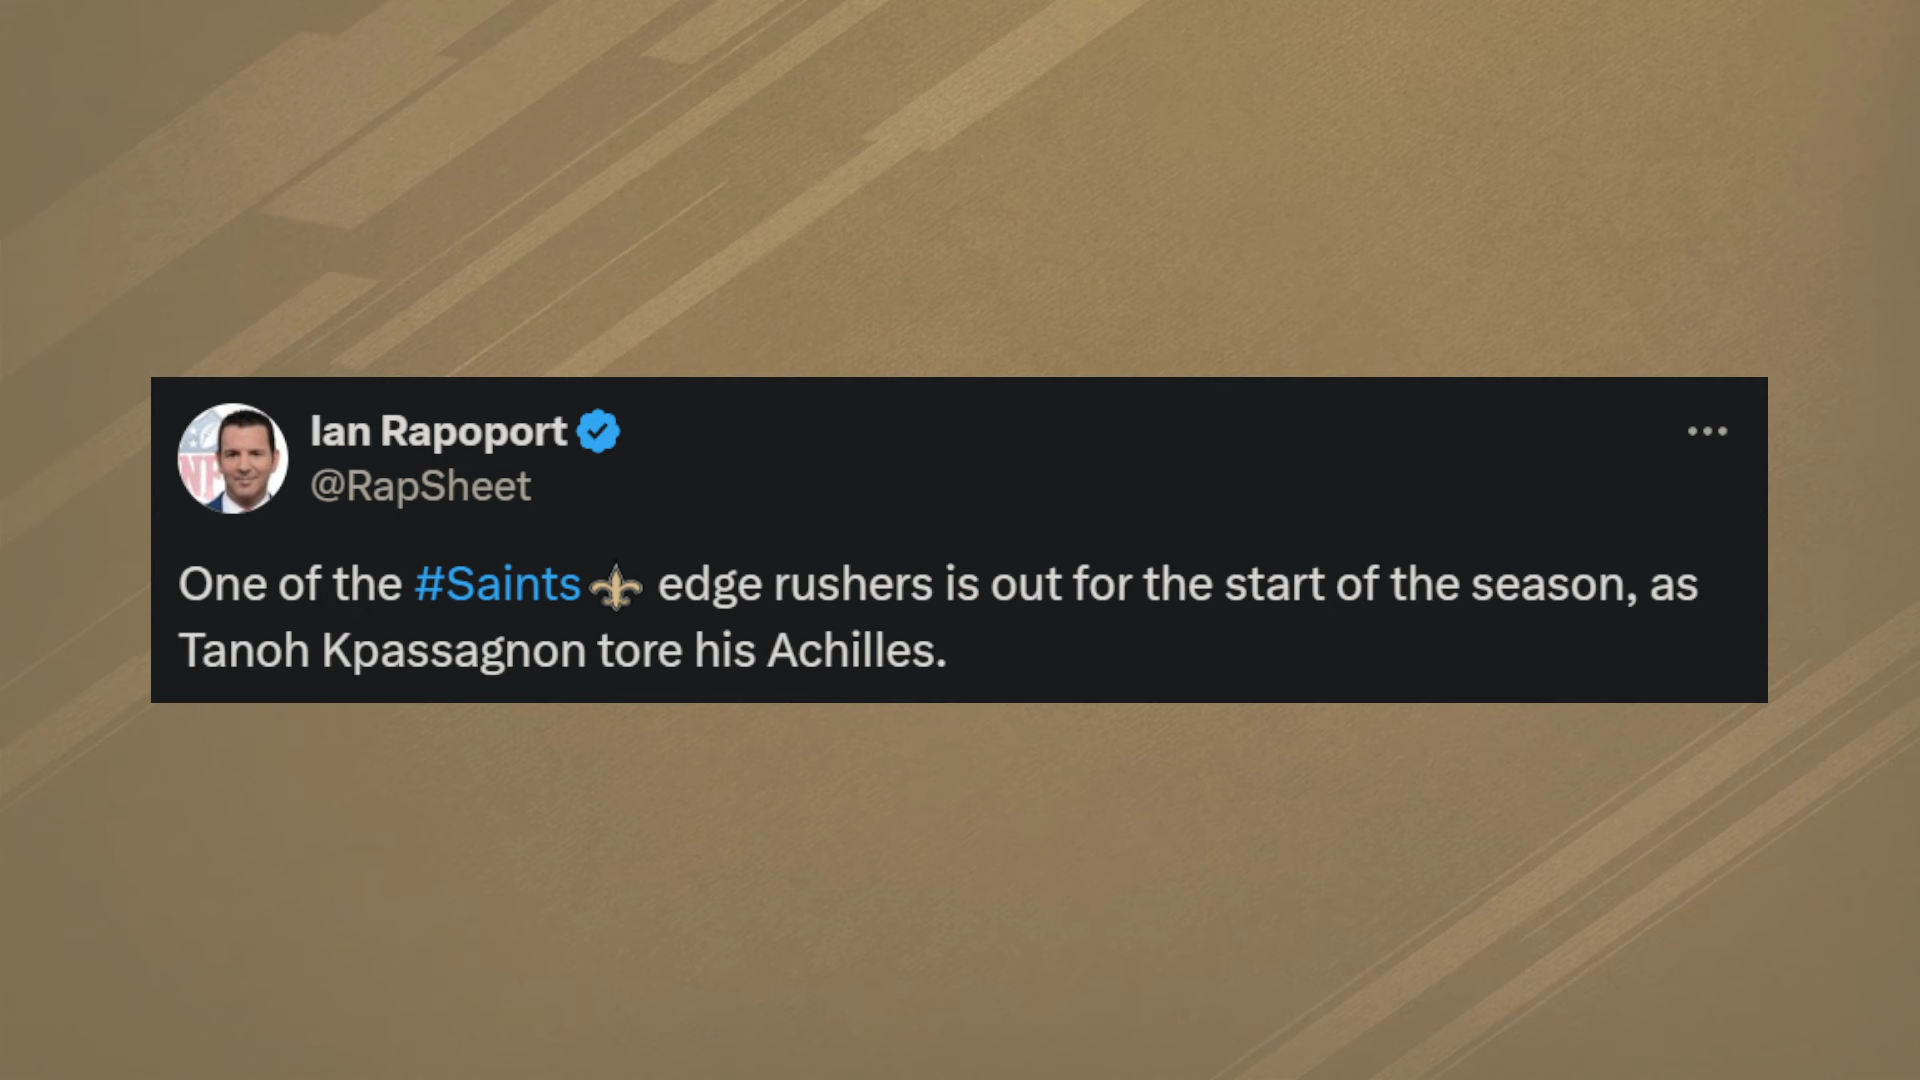 Ian Rapoport
@RapSheet
One of the #Saints edge rushers is out for the start of the season, as
Tanoh Kpassagnon tore his Achilles.